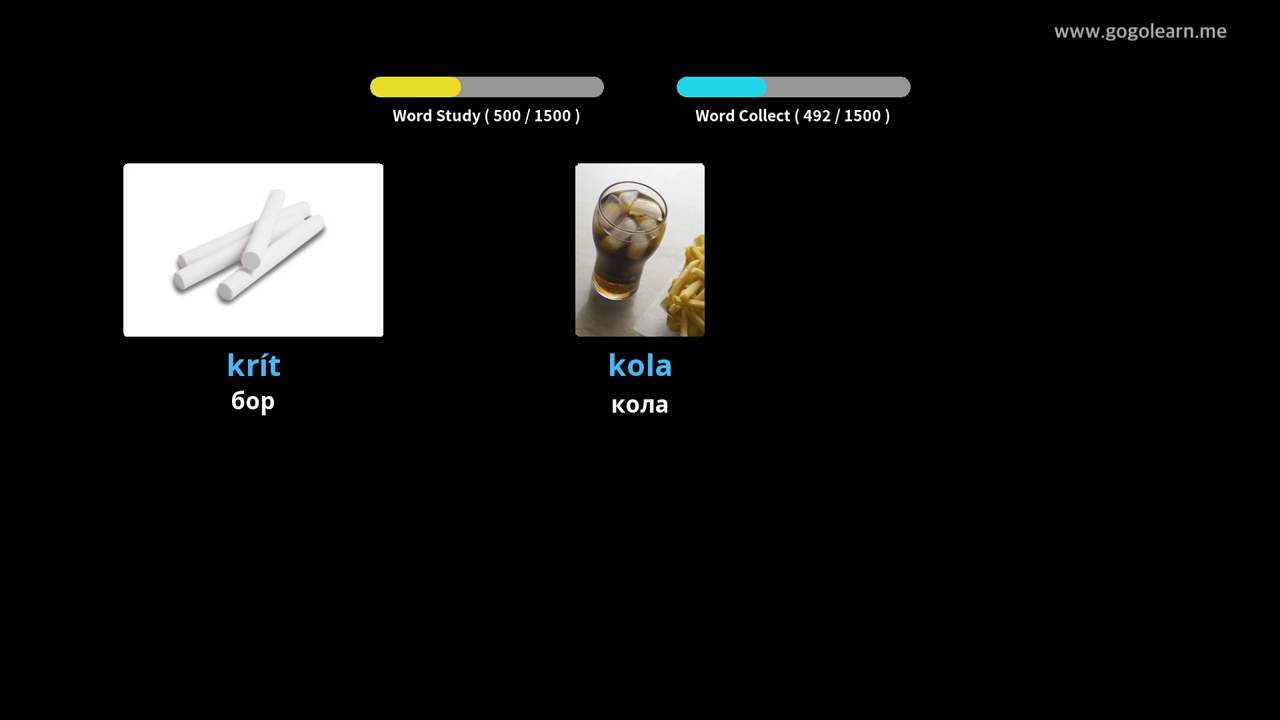 www.gogolearn.me
Word Study ( 500 / 1500 )
Word Collect ( 492 / 1500 )
krít
kola
бор
кола